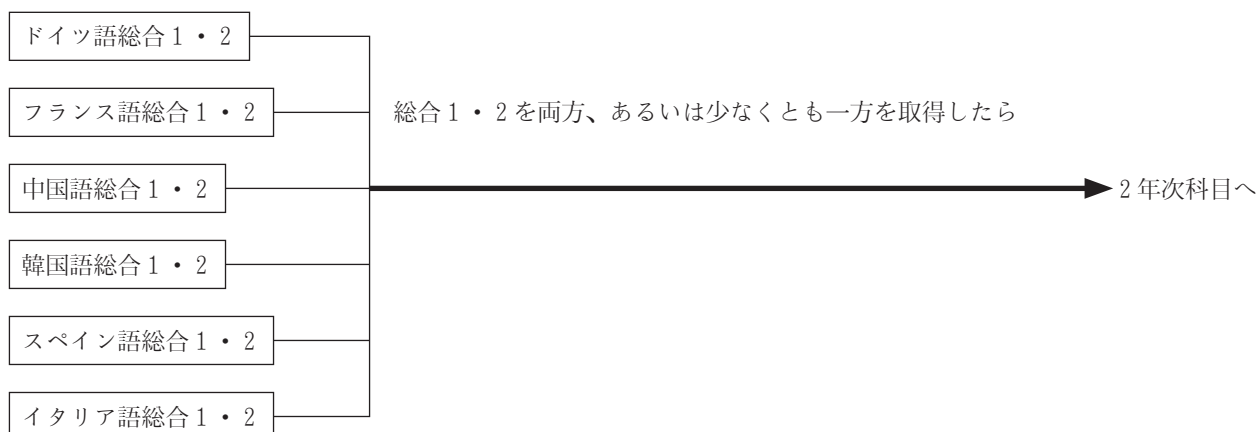 ドイツ語総合1・2
フランス語総合1・2
総合1・2を両方、あるいは少なくとも一方を取得したら
中国語総合1・2
2年次科目へ
韓国語総合1・2
スペイン語総合1・2
イタリア語総合1・2